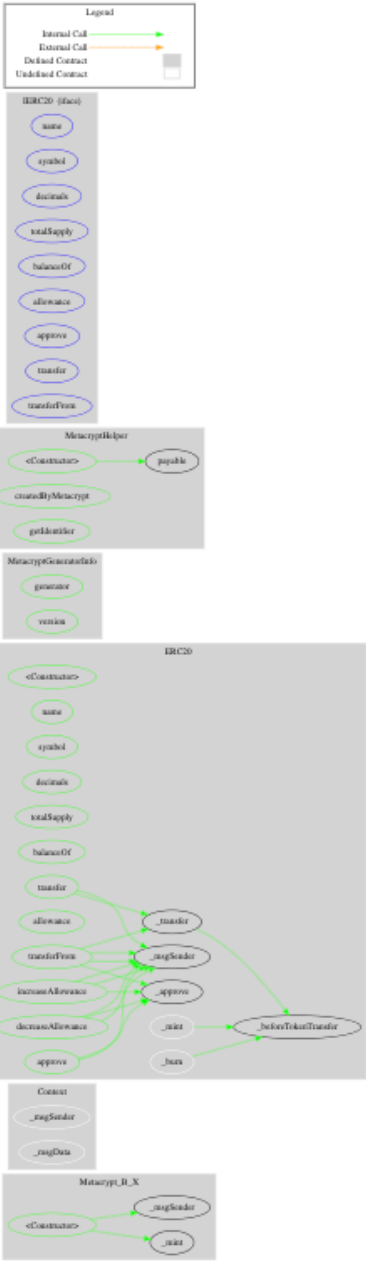 Legend
Internal Call
External Call
Defined Contract
Undefined Contract
IERC20 (iface)
name
symbol
decimals
totalSupply
balanceOf
allowance
approve
transfer
transferFrom
MetacryptHelper
<Constructor>
payable
createdByMetacrypt
getIdentifier
MetacryptGeneratorInfo
generator
version
ERC20
<Constructor>
name
symbol
decimals
totalSupply
balanceOf
transfer
allowance
_transfer
transferFrom
_msgSender
increaseAllowance
_approve
decreaseAllowance
_mint
_beforeTokenTransfer
approve
_burn
Context
_msgSender
_msgData
Metacrypt_B_X
_msgSender
<Constructor>
_mint